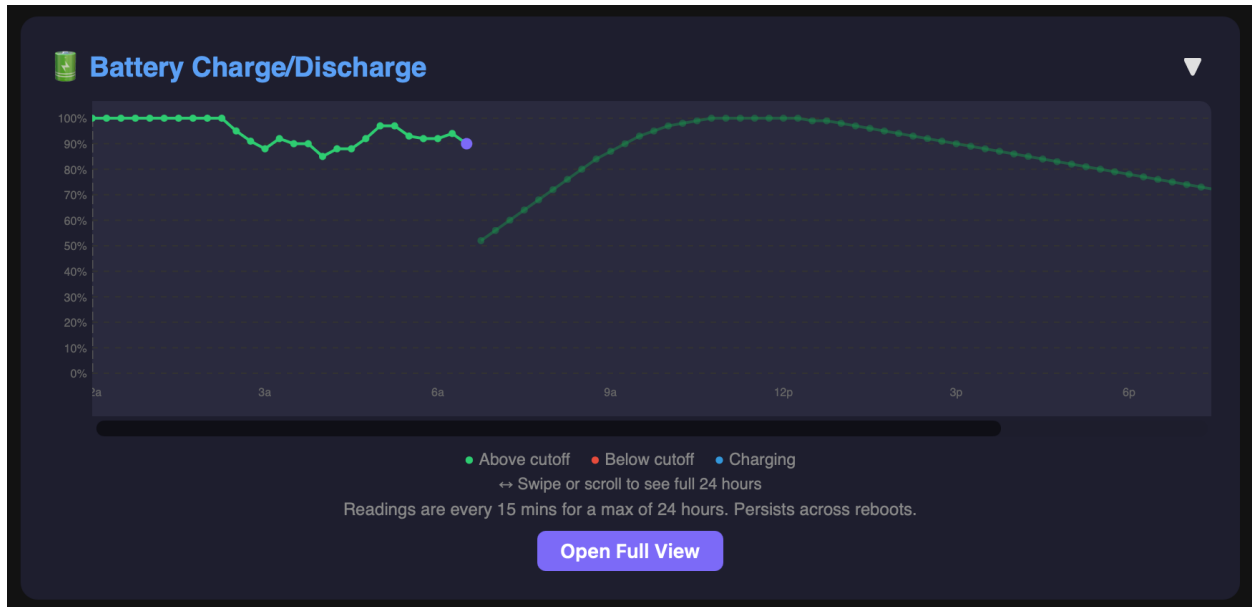 Battery Charge/Discharge
▼
100%
90%
80%
70%
60%
50%
40%
30%
20%
10%
0%
2a 3a 6a 9a 12p 3p 6p
Above cutoff Below cutoff Charging
↔ Swipe or scroll to see full 24 hours
Readings are every 15 mins for a max of 24 hours. Persists across reboots.
Open Full View